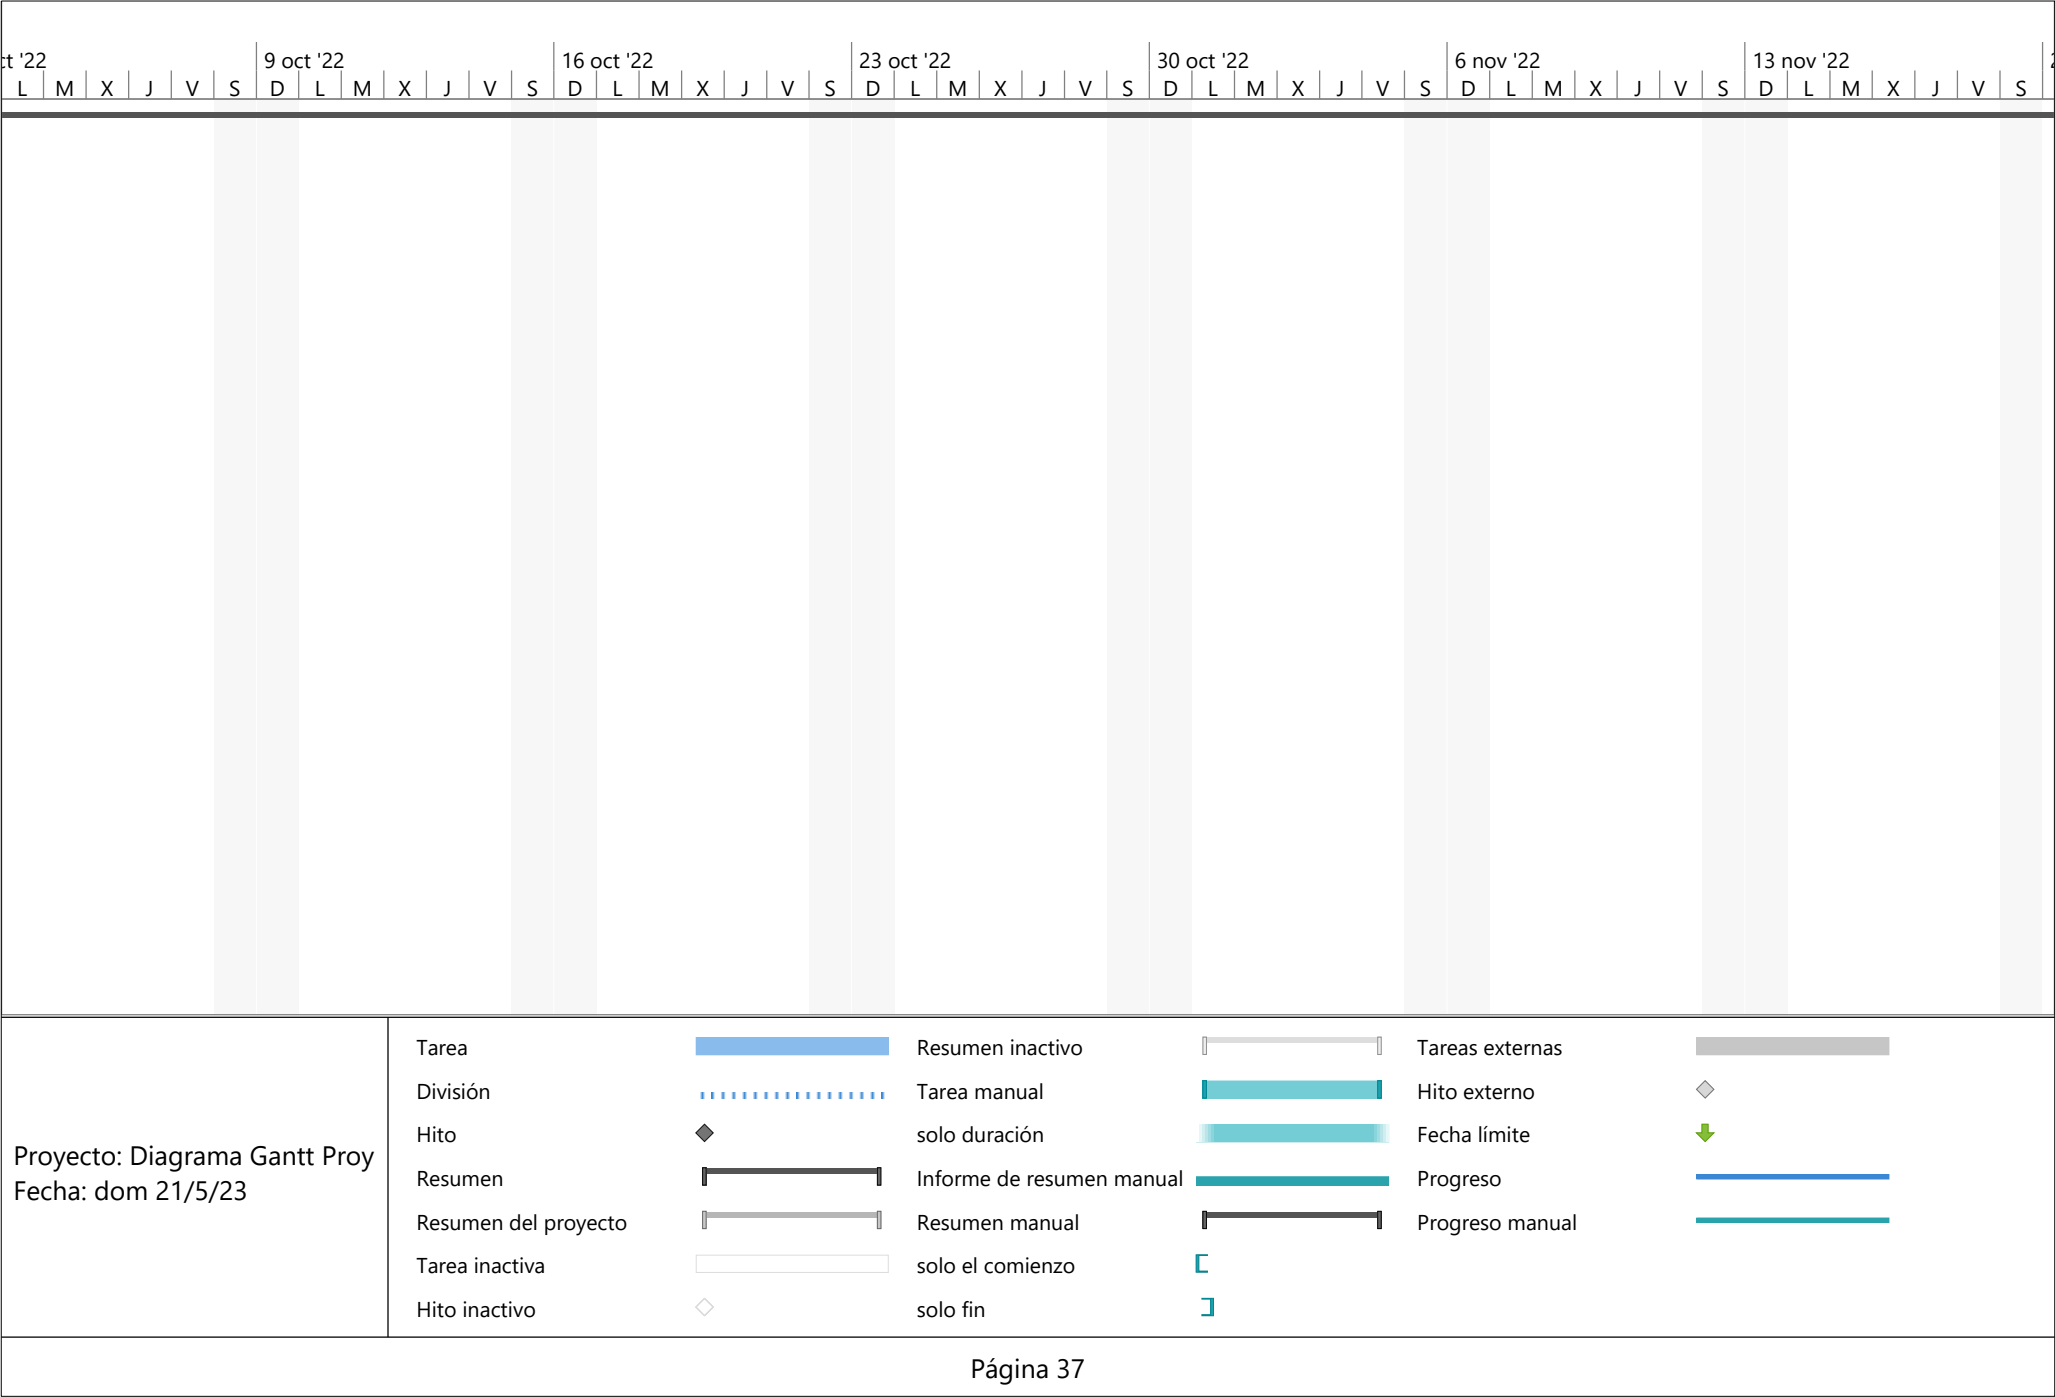 ct '22 9 oct '22 16 oct '22 23 oct '22 30 oct '22 6 nov '22 13 nov '22
L M X J V S D L M X J V S D L M X J V S D L M X J V S D L M X J V S D L M X J V S D L M X J V S
Tarea Resumen inactivo Tareas externas
División Tarea manual Hito externo
Hito solo duración Fecha límite
Proyecto: Diagrama Gantt Proy
Fecha: dom 21/5/23
Resumen Informe de resumen manual Progreso
Resumen del proyecto Resumen manual Progreso manual
Tarea inactiva solo el comienzo
Hito inactivo solo fin
Página 37